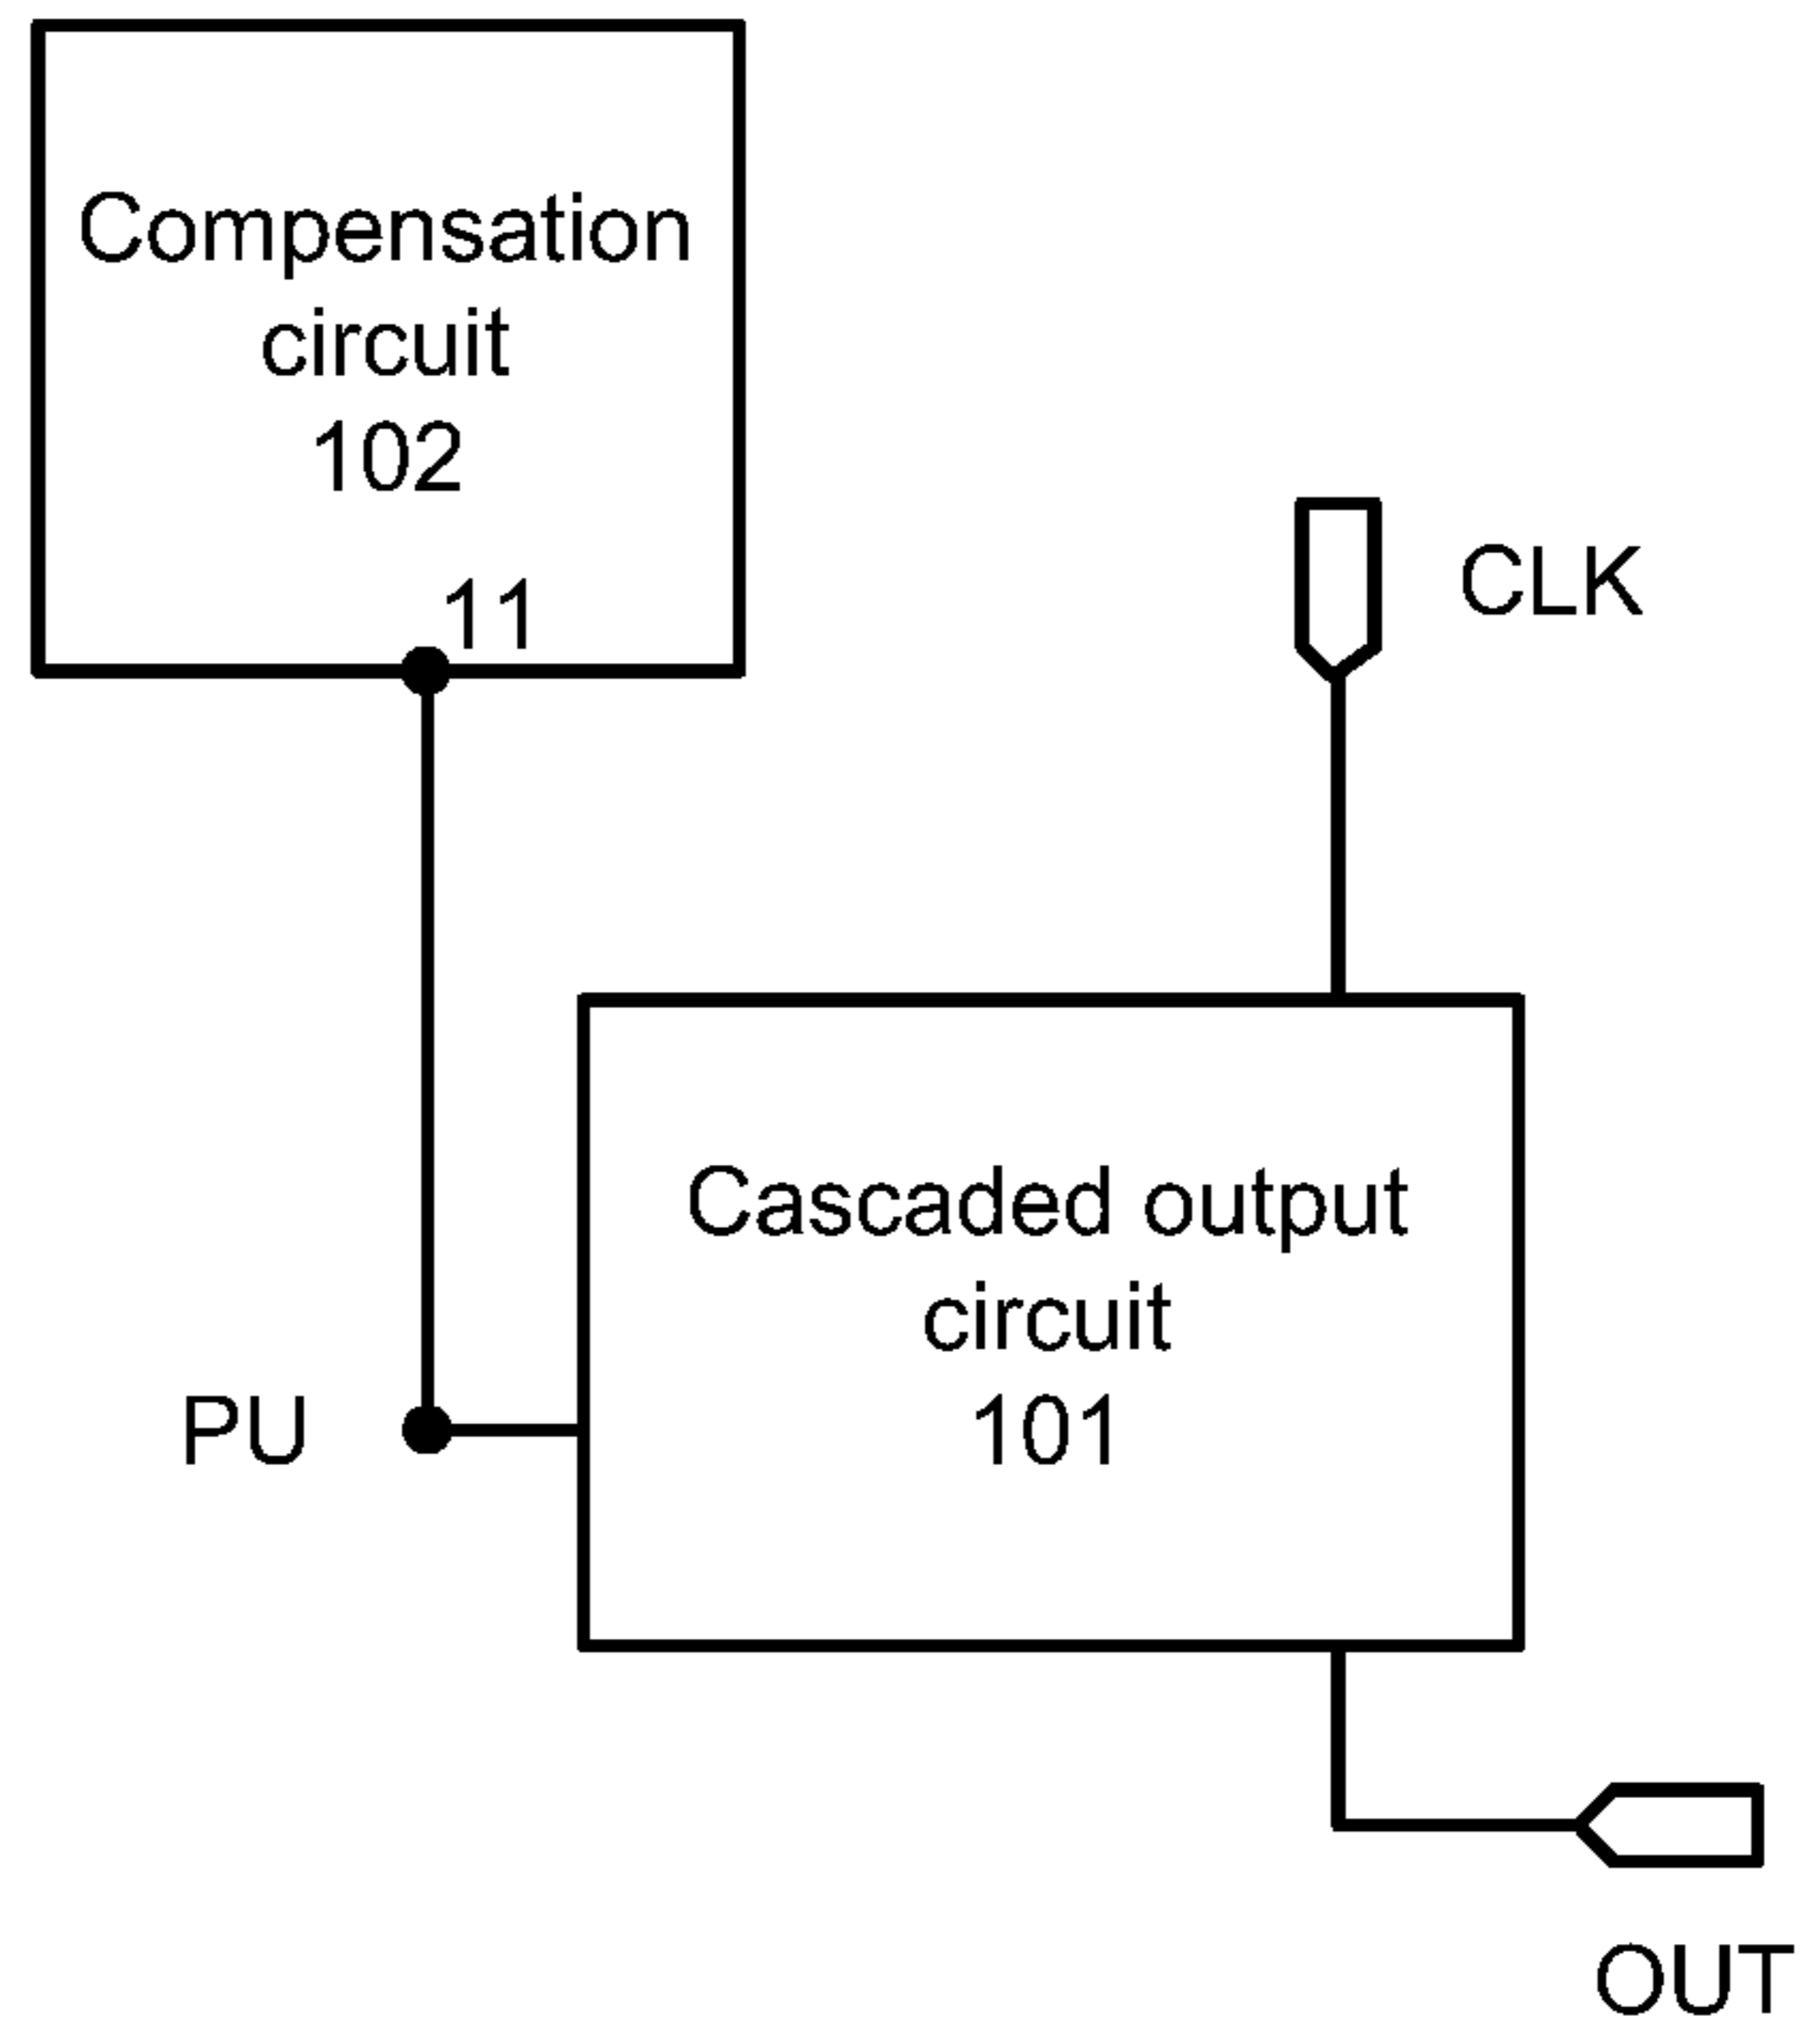 Compensation
circuit
102
11
CLK
Cascaded output
circuit
101
PU
OUT